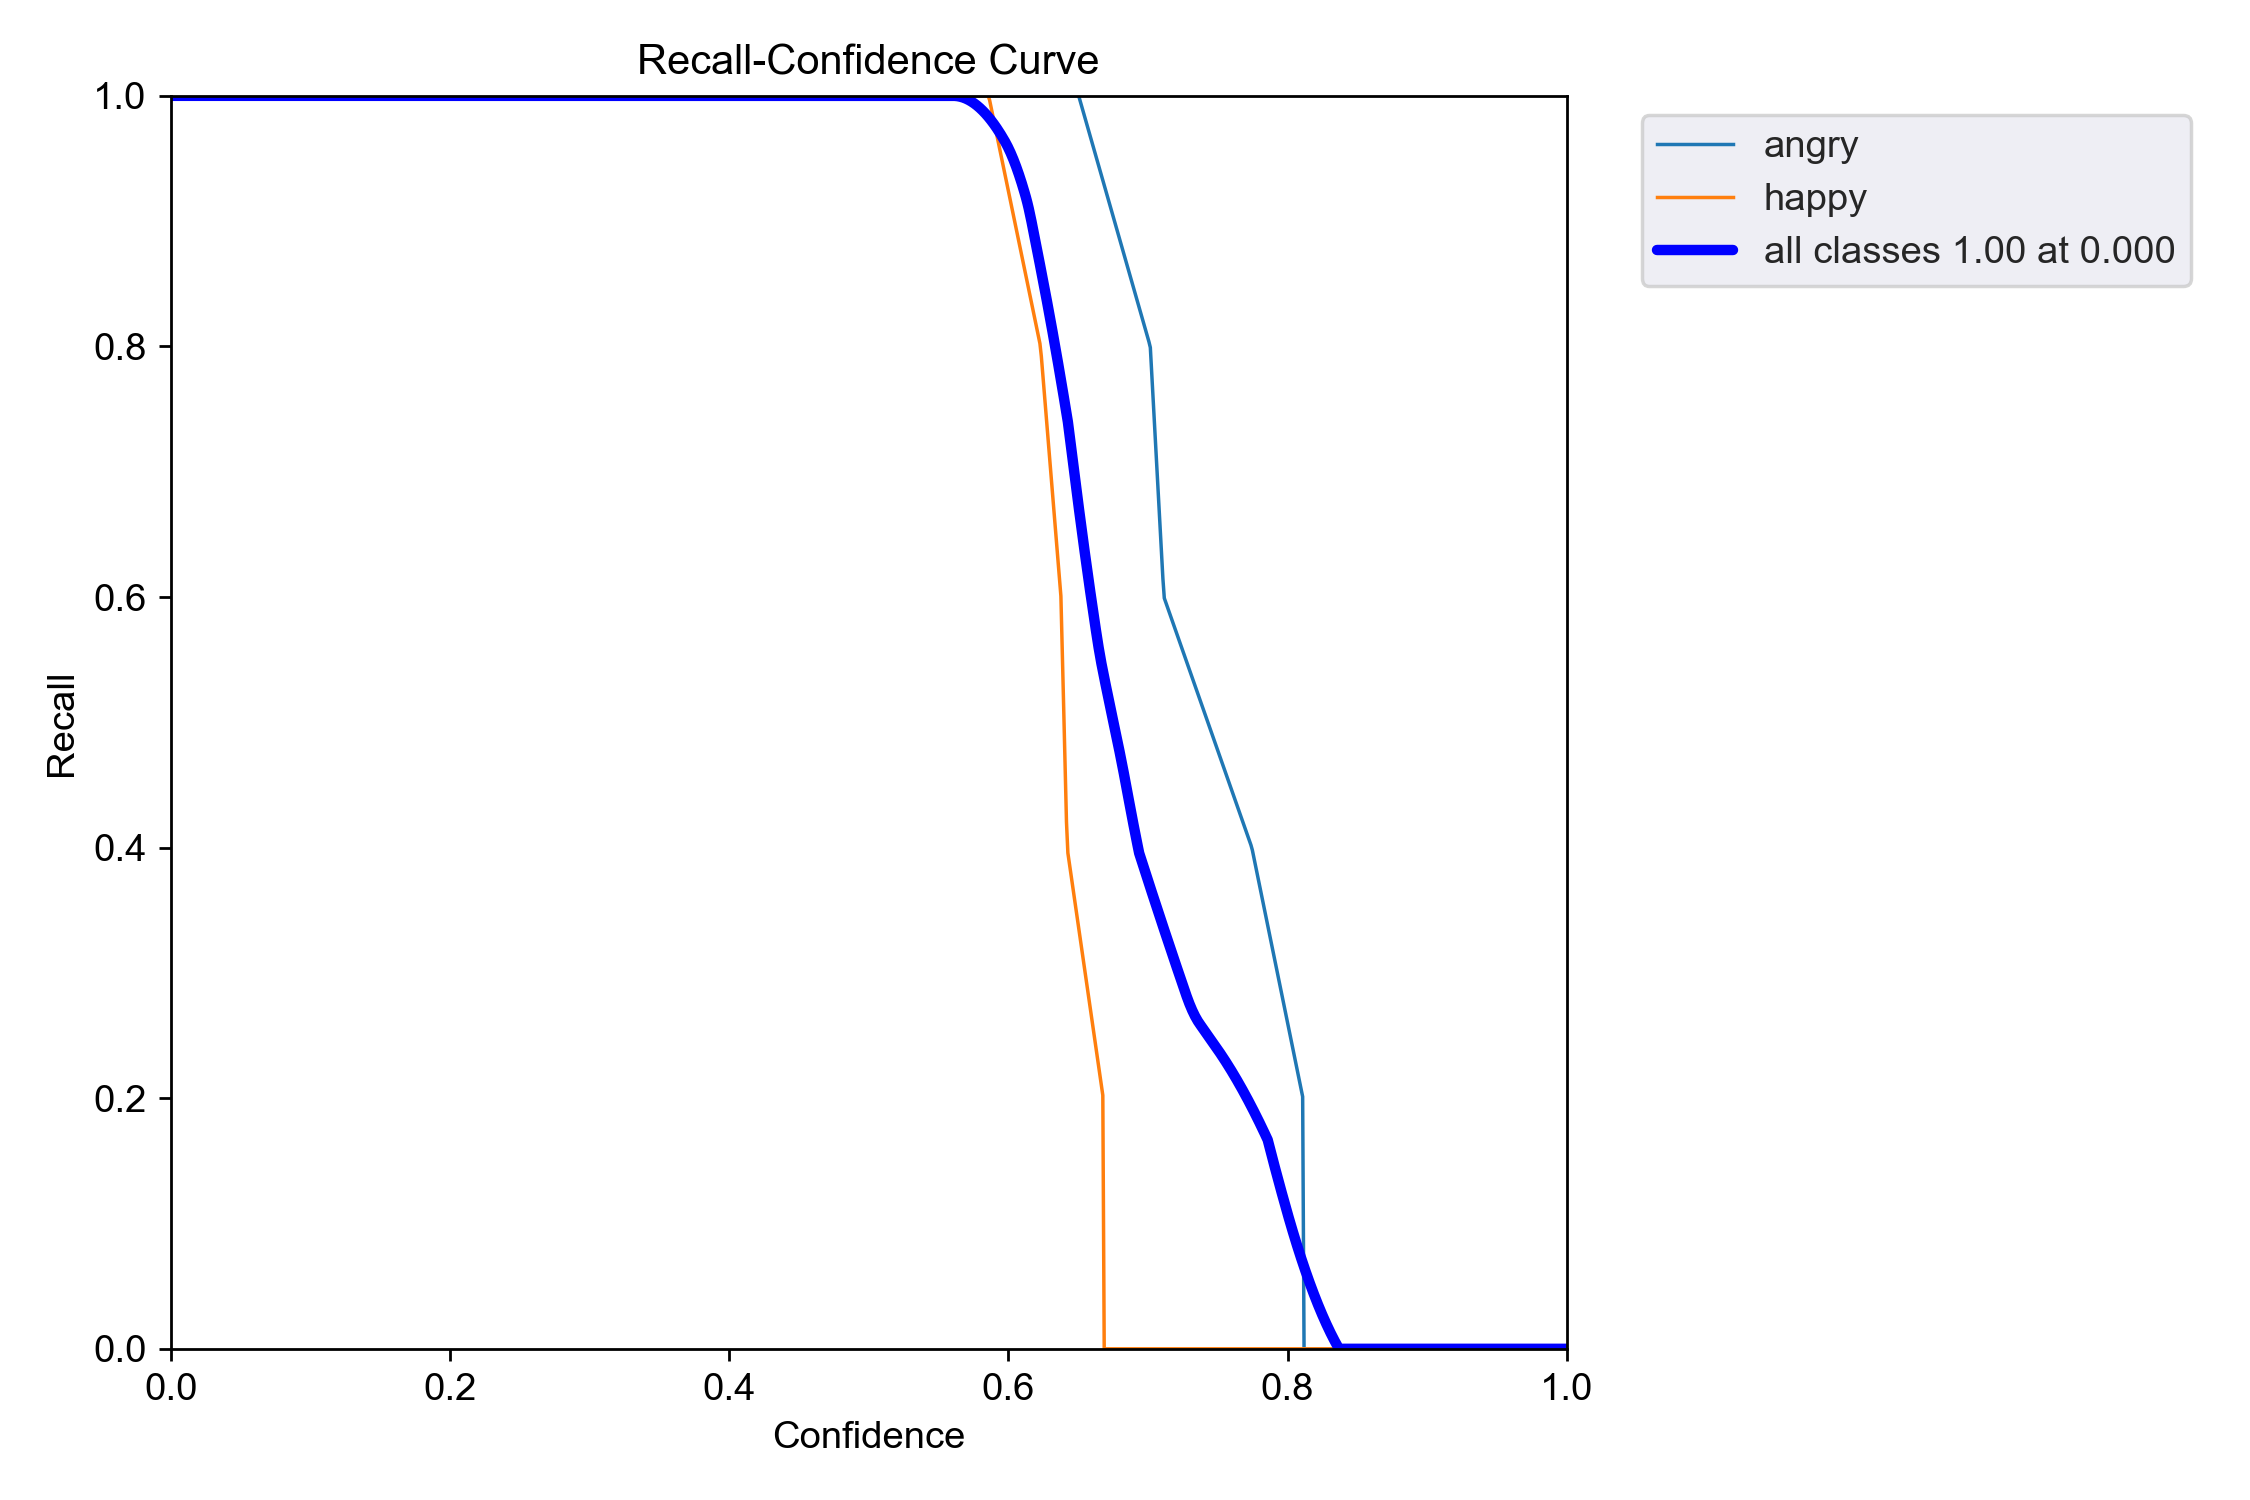 Recall-Confidence Curve
1.0
0.8
0.6
0.4
0.2
0.0
Recall
0.0 0.2 0.4 0.6 0.8 1.0
Confidence
angry
happy
all classes 1.00 at 0.000